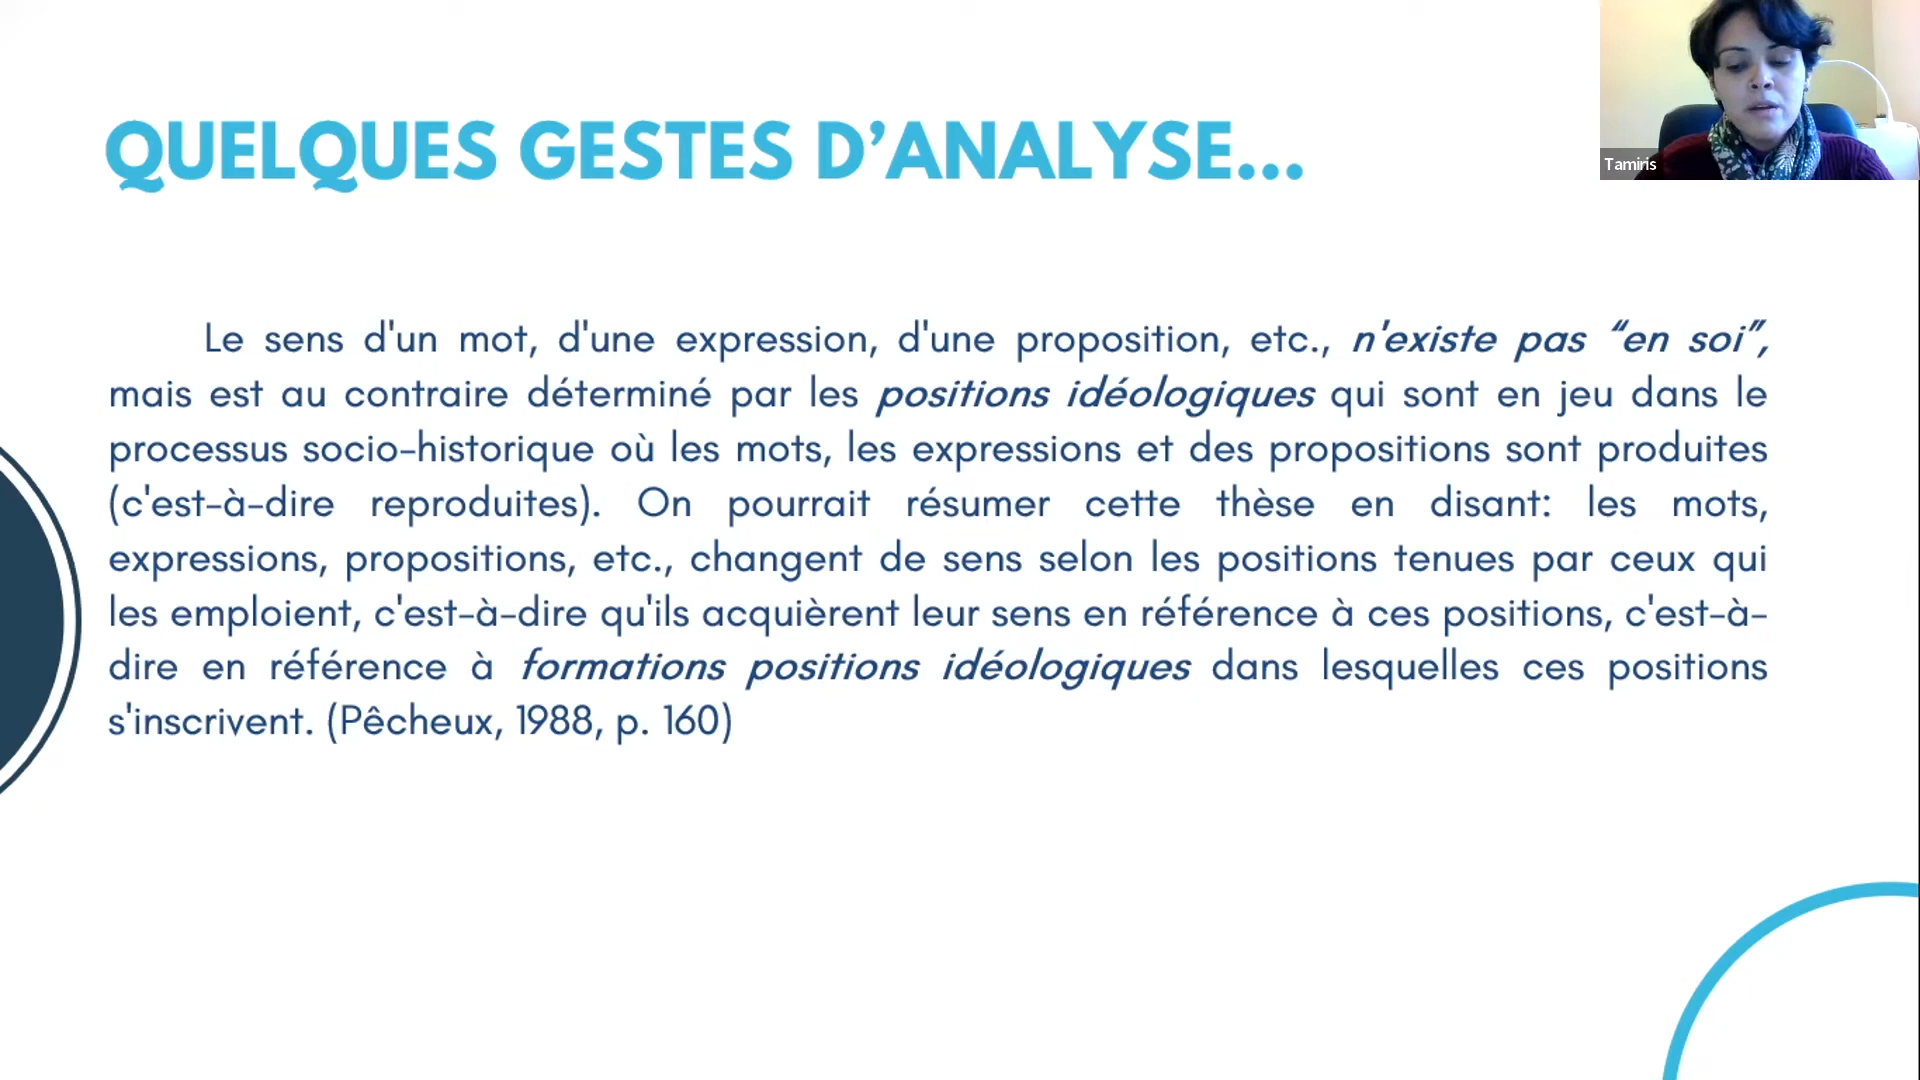 QUELQUES GESTES D’ANALYSE...
Tamiris
Le sens d'un mot, d'une expression, d'une proposition, etc., n'existe pas “en soi”,
mais est au contraire déterminé par les positions idéologiques qui sont en jeu dans le
processus socio-historique où les mots, les expressions et des propositions sont produites
(c'est-à-dire reproduites). On pourrait résumer cette thèse en disant: les mots,
expressions, propositions, etc., changent de sens selon les positions tenues par ceux qui
les emploient, c'est-à-dire qu'ils acquièrent leur sens en référence à ces positions, c'est-à-
dire en référence à formations positions idéologiques dans lesquelles ces positions
s'inscrivent. (Pêcheux, 1988, p. 160)